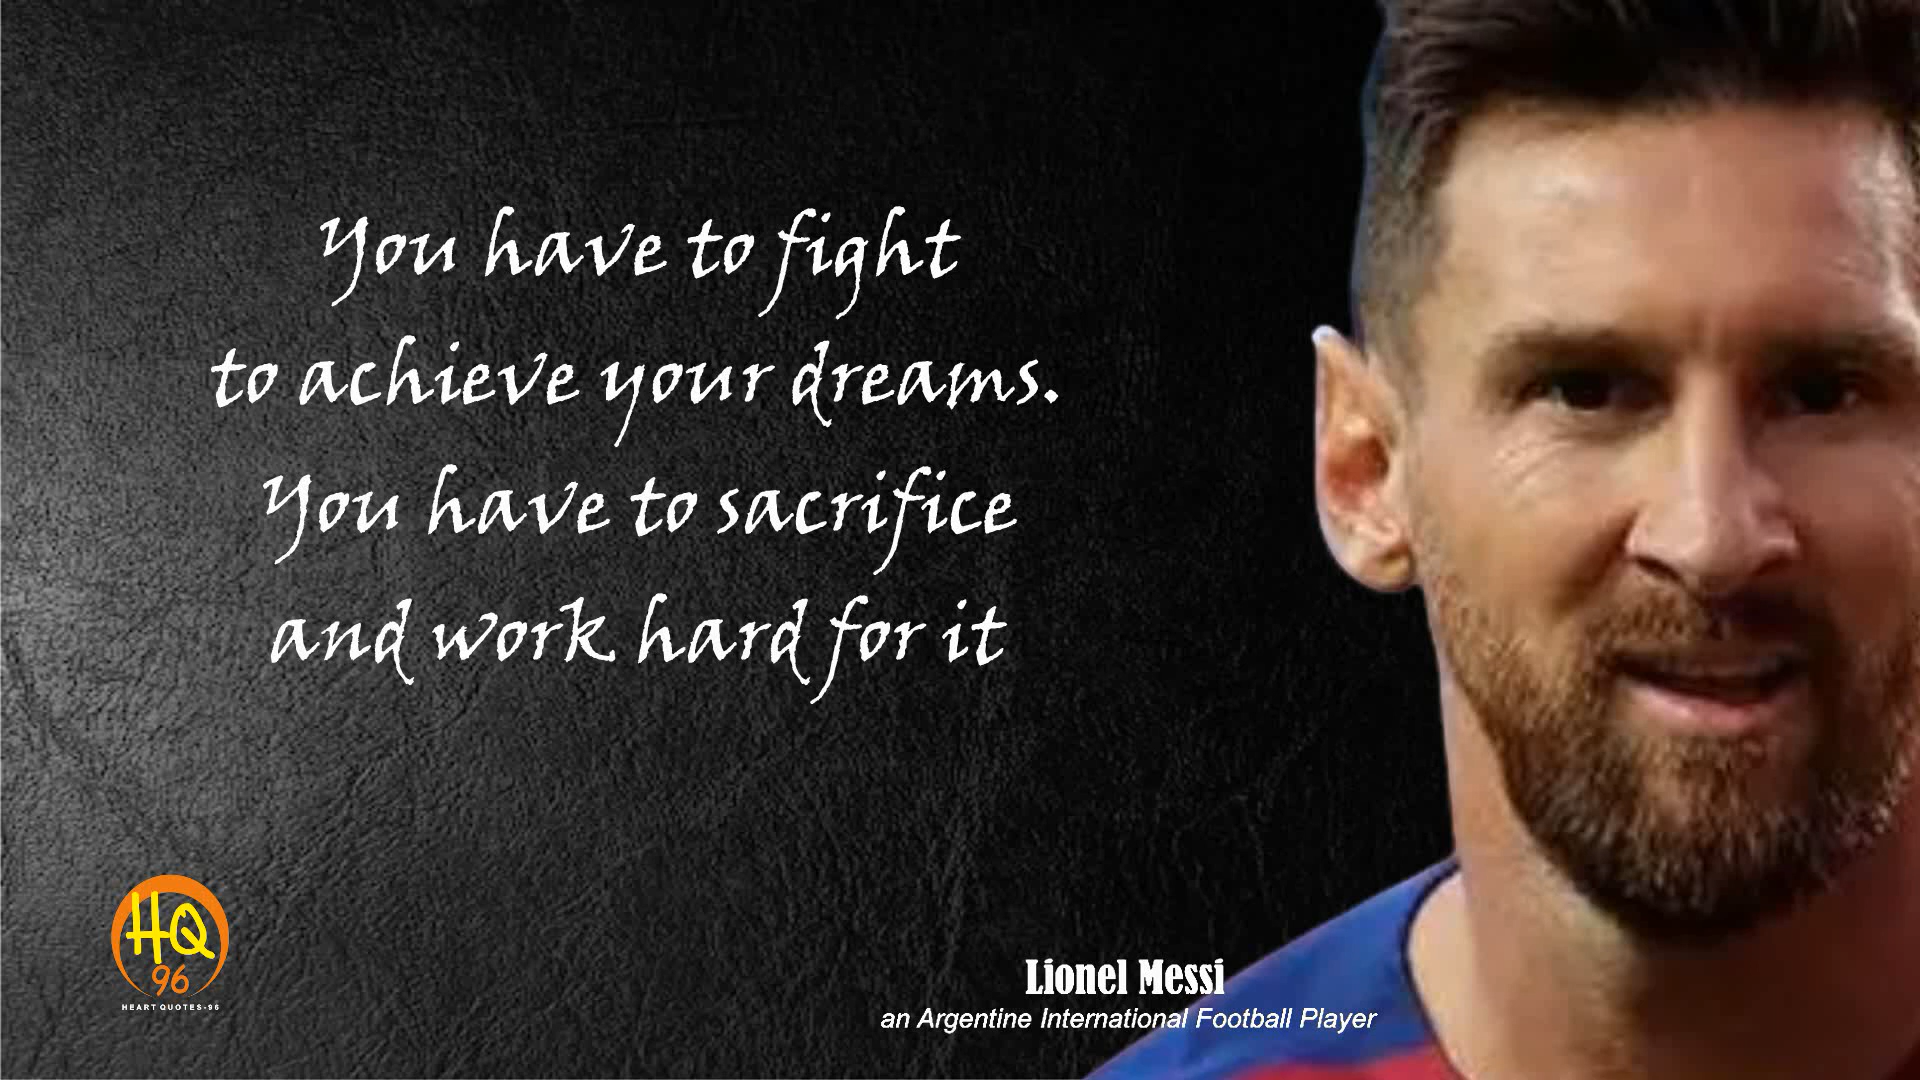 You have to fight
to achieve your dreams.
You have to sacrifice
and work hard for it
HQ
96
HEART QUOTES-96
Lionel Messi
an Argentine International Football Player